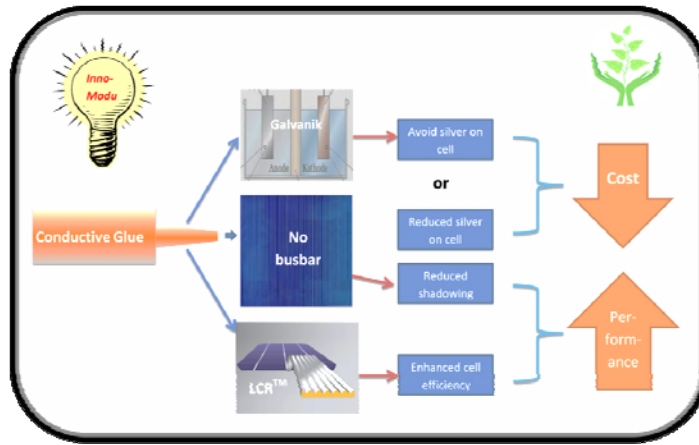 Inno-
Modu
Galvanik
Anode Kathode
Avoid silver on
cell
or
Cost
Conductive Glue
No
busbar
Reduced silver
on cell
Reduced
shadowing
Per-
form-
ance
LCR™
Enhanced cell
efficiency